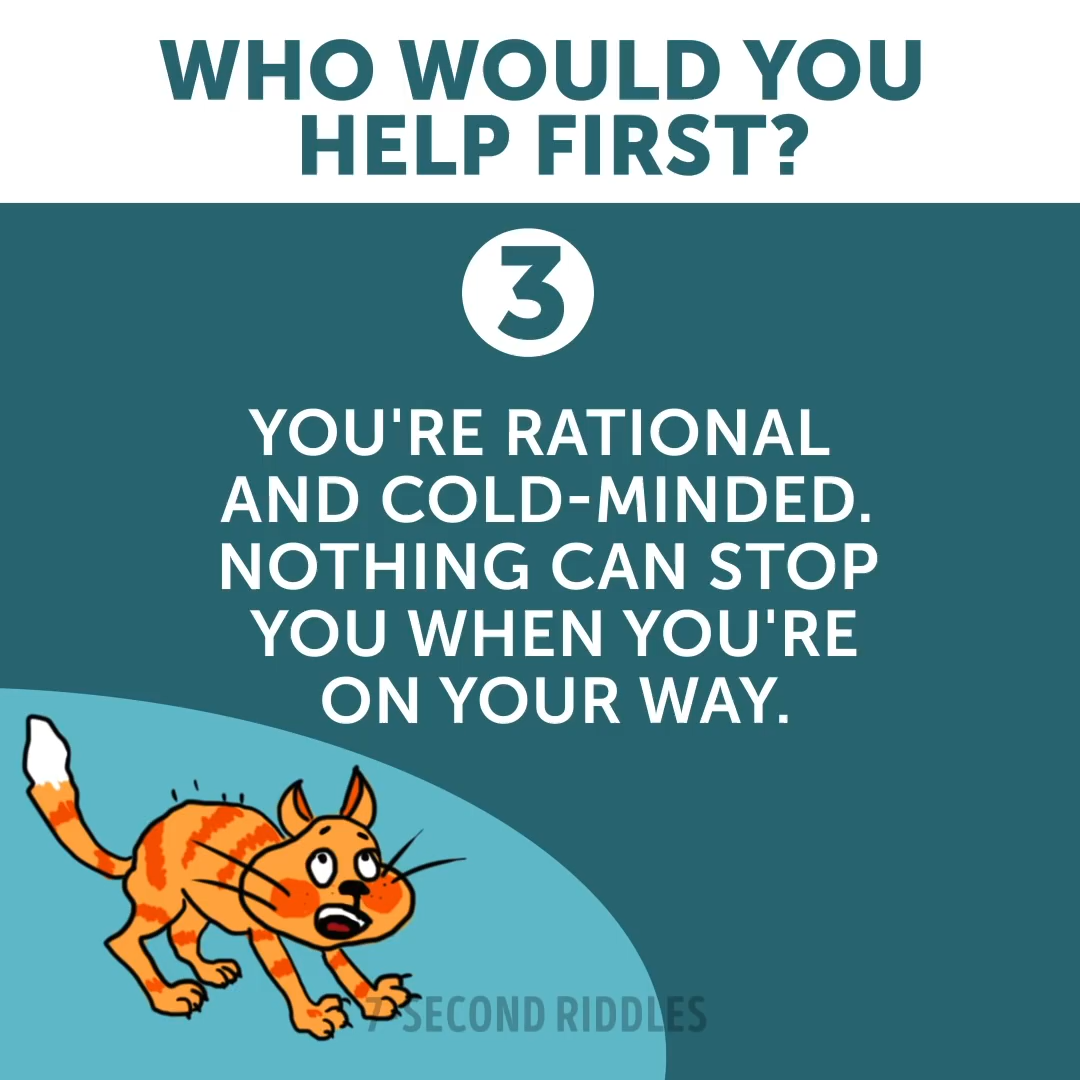 WHO WOULD YOU
HELP FIRST?
3
YOU'RE RATIONAL
AND COLD-MINDED.
NOTHING CAN STOP
YOU WHEN YOU'RE
ON YOUR WAY.
7 SECOND RIDDLES